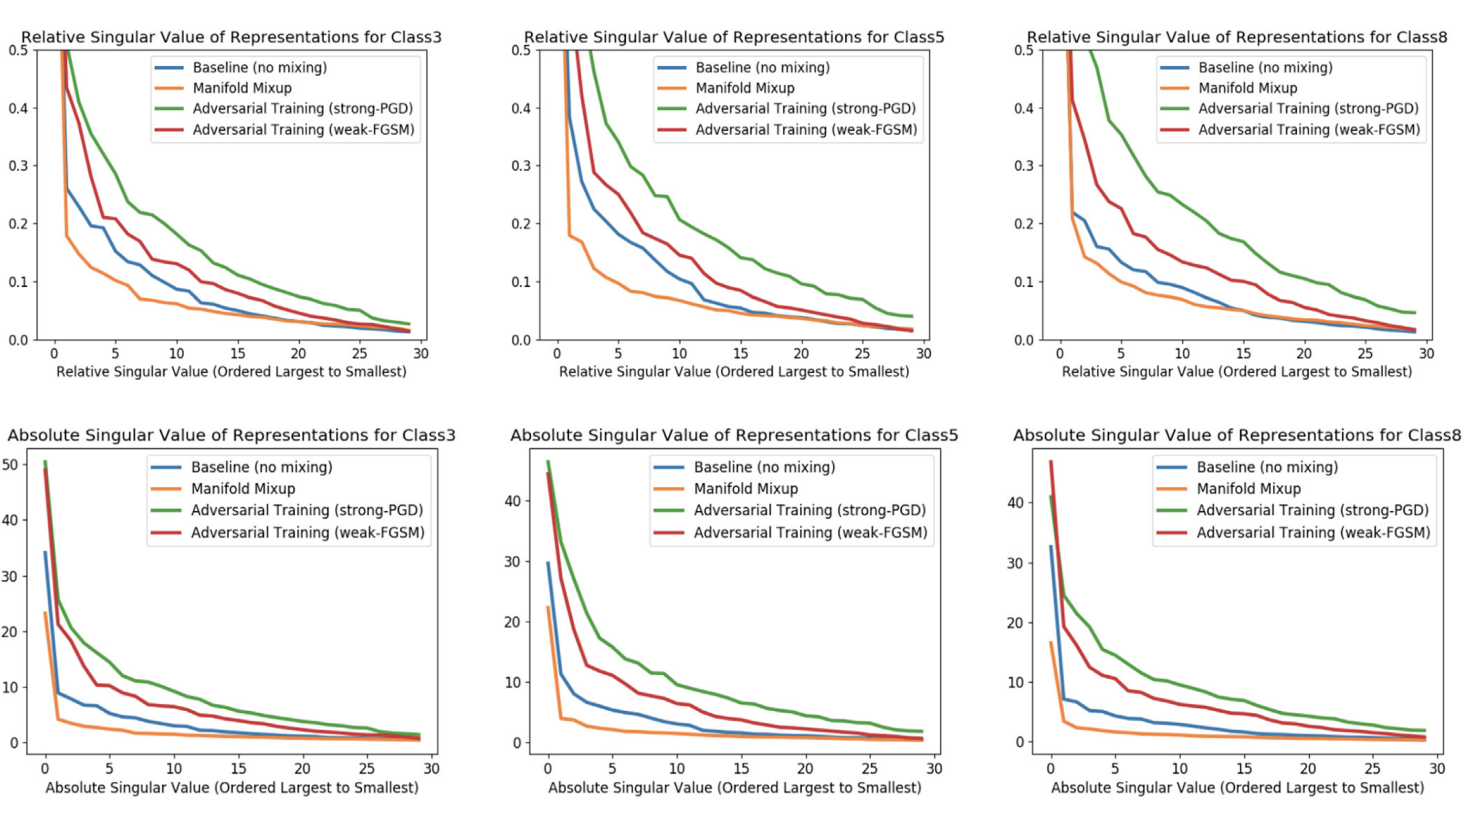 Relative Singular Value of Representations for Class3
0.5
0.4
0.3
0.2
0.1
0.0
Baseline (no mixing)
Manifold Mixup
Adversarial Training (strong-PGD)
Adversarial Training (weak-FGSM)
0 5 10 15 20 25 30
Relative Singular Value (Ordered Largest to Smallest)
Relative Singular Value of Representations for Class5
0.5
0.4
0.3
0.2
0.1
0.0
Baseline (no mixing)
Manifold Mixup
Adversarial Training (strong-PGD)
Adversarial Training (weak-FGSM)
0 5 10 15 20 25 30
Relative Singular Value (Ordered Largest to Smallest)
Relative Singular Value of Representations for Class8
0.5
0.4
0.3
0.2
0.1
0.0
Baseline (no mixing)
Manifold Mixup
Adversarial Training (strong-PGD)
Adversarial Training (weak-FGSM)
0 5 10 15 20 25 30
Relative Singular Value (Ordered Largest to Smallest)
Absolute Singular Value of Representations for Class3
50
40
30
20
10
0
Baseline (no mixing)
Manifold Mixup
Adversarial Training (strong-PGD)
Adversarial Training (weak-FGSM)
0 5 10 15 20 25 30
Absolute Singular Value (Ordered Largest to Smallest)
Absolute Singular Value of Representations for Class5
40
30
20
10
0
Baseline (no mixing)
Manifold Mixup
Adversarial Training (strong-PGD)
Adversarial Training (weak-FGSM)
0 5 10 15 20 25 30
Absolute Singular Value (Ordered Largest to Smallest)
Absolute Singular Value of Representations for Class8
40
30
20
10
0
Baseline (no mixing)
Manifold Mixup
Adversarial Training (strong-PGD)
Adversarial Training (weak-FGSM)
0 5 10 15 20 25 30
Absolute Singular Value (Ordered Largest to Smallest)